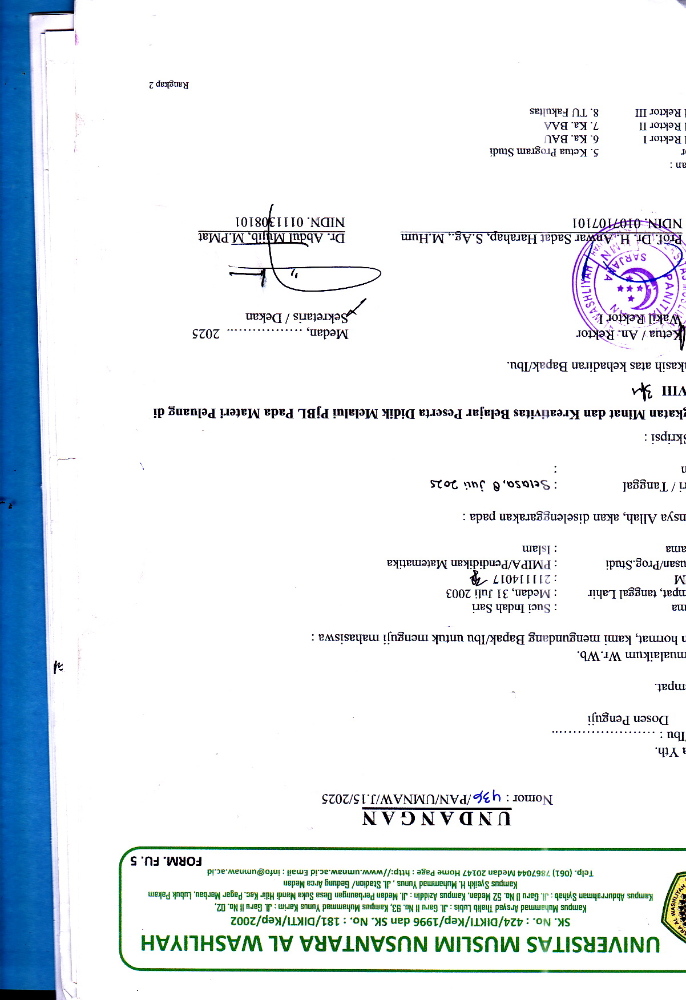 UNIVERSITAS MUSLIM NUSANTARA AL WASHLIYAH
SK. No. : 424/DIKTI/Kep/1996 dan SK. No. : 181/DIKTI/Kep/2002
Kampus Muhammad Arsyad Thalib Lubis : Jl. Garu II No. 93, Kampus Muhammad Yunus Karim : Jl. Garu II No. 02,
Kampus Abdurrahman Syihab : Jl. Garu II No. 52 Medan, Kampus Aziddin : Jl. Medan Perbaungan Desa Suka Mandi Hilir Kec. Pagar Merbau, Lubuk Pakam
Kampus Syeikh H. Muhammad Yunus , Jl. Stadion/ Gedung Arca Medan
Telp. (061) 7867044 Medan 20147 Home Page : http://www.umnaw.ac.id Email : info@umnaw.ac.id
FORM. FU. 5
UNDANGAN
Nomor : 436/PAN/UMNAW/J.15/2025
a Yth.
/Ibu : ........................
Dosen Penguji
mpat.
mualaikum Wr.Wb.
n hormat, kami mengundang Bapak/Ibu untuk menguji mahasiswa :
ma : Suci Indah Sari
mpat, tanggal Lahir : Medan, 31 Juli 2003
M : 211114017
usan/Prog.Studi : PMIPA/Pendidikan Matematika
ama : Islam
nsya Allah, akan diselenggarakan pada :
ri / Tanggal : Selasa, 8 Juli 2025
n :
Skripsi :
gkatan Minat dan Kreativitas Belajar Peserta Didik Melalui PjBL Pada Materi Peluang di
VIII
kasih atas kehadiran Bapak/Ibu.
Medan, .................. 2025
Ketua / An. Rektor Sekretaris / Dekan
Wakil Rektor I
PANITIA UJIAN
SARJANA
WASHLIYAH
Prof. Dr. H. Anwar Sadat Harahap, S.Ag., M.Hum Dr. Abdul Mujib, M.PMat
NDIN. 0107107101 NIDN. 0111308101
an :
or 5. Ketua Program Studi
l Rektor I 6. Ka. BAU
l Rektor II 7. Ka. BAA
l Rektor III 8. TU Fakultas
Rangkap 2